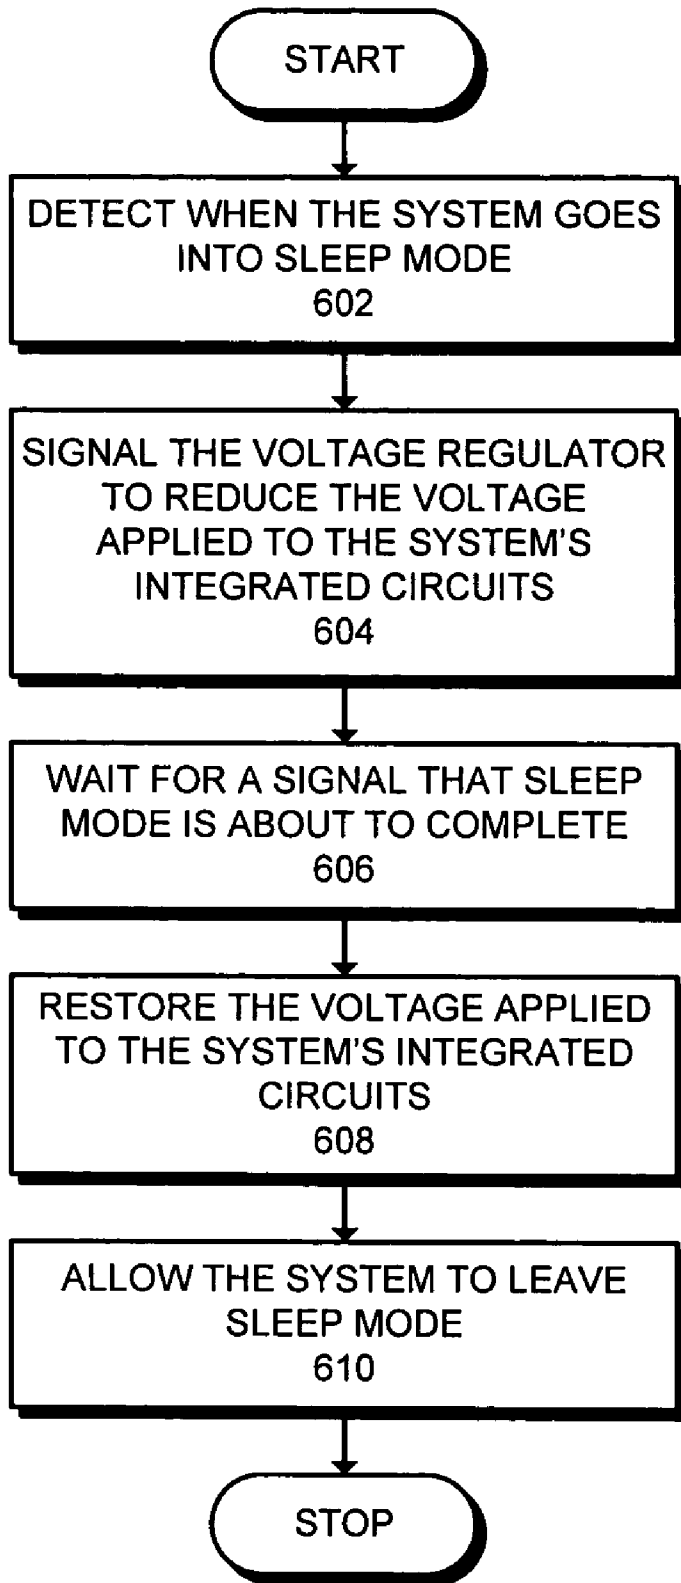 START
DETECT WHEN THE SYSTEM GOES
INTO SLEEP MODE
602
SIGNAL THE VOLTAGE REGULATOR
TO REDUCE THE VOLTAGE
APPLIED TO THE SYSTEM'S
INTEGRATED CIRCUITS
604
WAIT FOR A SIGNAL THAT SLEEP
MODE IS ABOUT TO COMPLETE
606
RESTORE THE VOLTAGE APPLIED
TO THE SYSTEM'S INTEGRATED
CIRCUITS
608
ALLOW THE SYSTEM TO LEAVE
SLEEP MODE
610
STOP